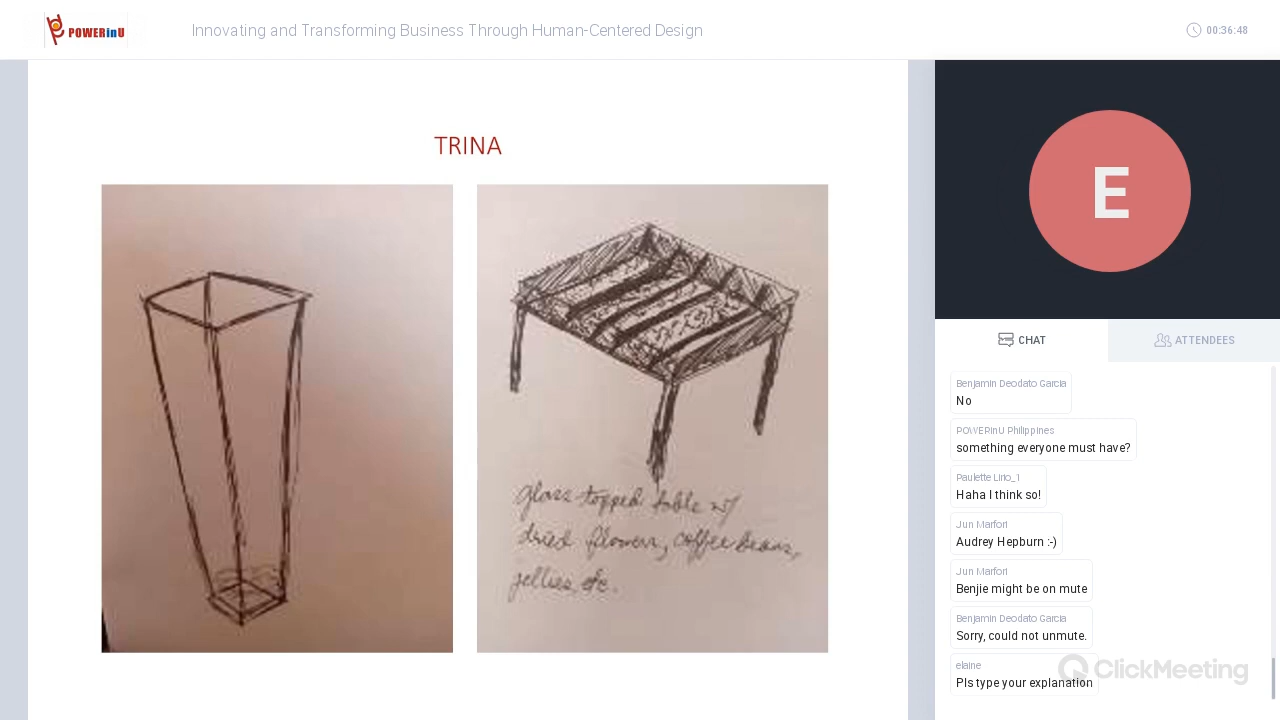 POWERinU
Innovating and Transforming Business Through Human-Centered Design
00:36:48
TRINA
glass topped table w/
dried flowers, coffee beans,
jellies, etc.
E
CHAT
ATTENDEES
Benjamin Deodato Garcia
No
POWERinU Philippines
something everyone must have?
Paulette Liño_1
Haha I think so!
Jun Marfori
Audrey Hepburn :-)
Jun Marfori
Benjie might be on mute
Benjamin Deodato Garcia
Sorry, could not unmute.
elaine
Pls type your explanation
ClickMeeting